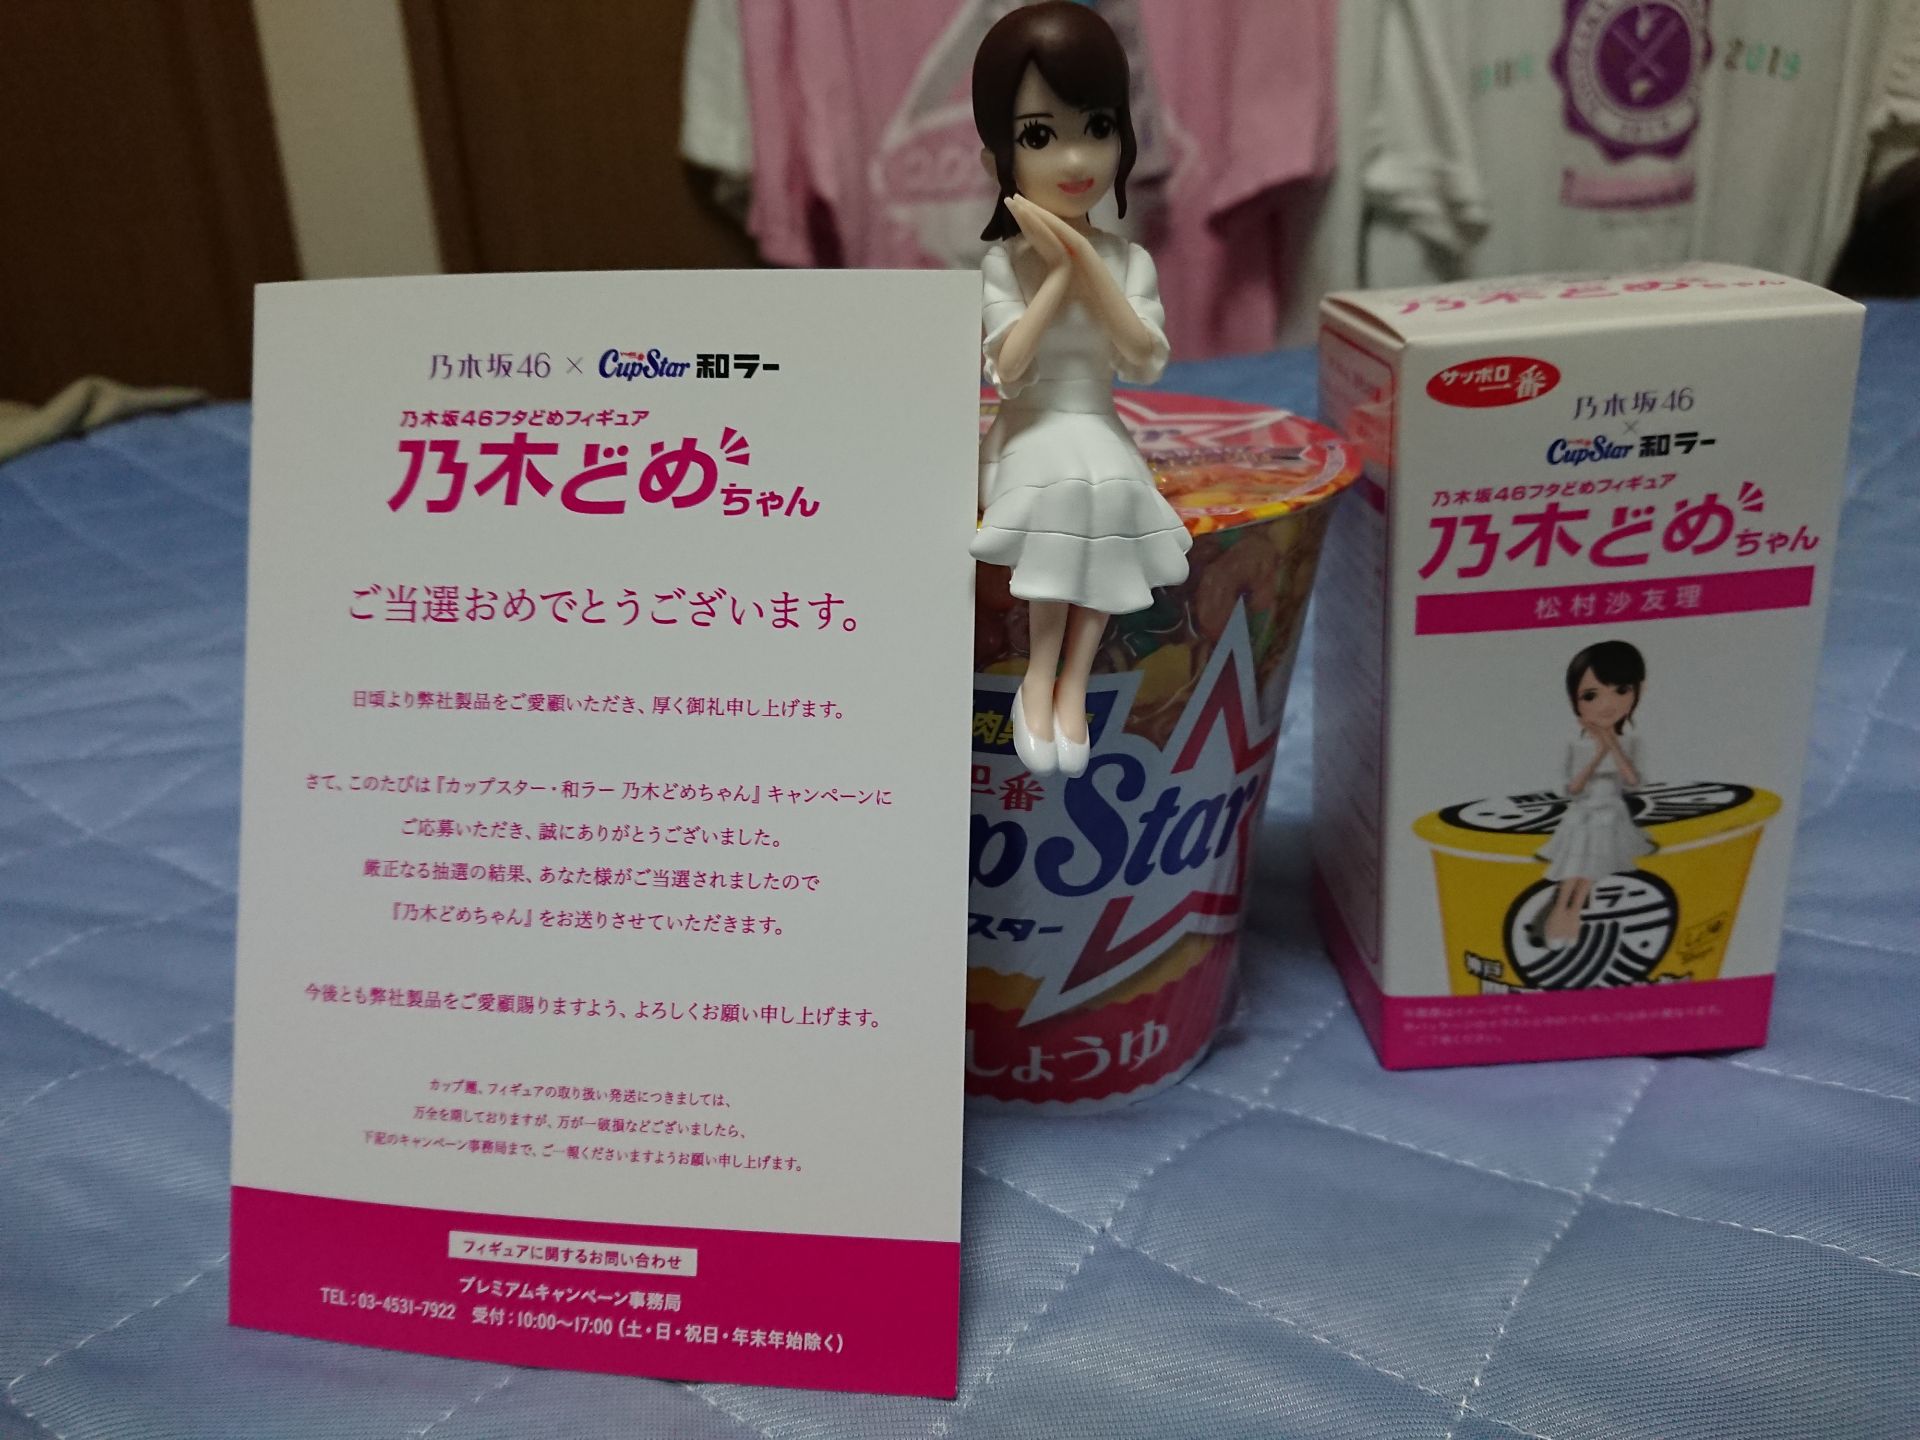 乃木坂46 × CupStar 和ラー
乃木坂46フタどめフィギュア
乃木どめちゃん
ご当選おめでとうございます。
日頃より弊社製品をご愛顧いただき、厚く御礼申し上げます。
さて、このたびは『カップスター・和ラー 乃木どめちゃん』キャンペーンに
ご応募いただき、誠にありがとうございました。
厳正なる抽選の結果、あなた様がご当選されましたので
『乃木どめちゃん』をお送りさせていただきます。
今後とも弊社製品をご愛顧賜りますよう、よろしくお願い申し上げます。
カップ麺、フィギュアの取り扱い発送につきましては、
万全を期しておりますが、万が一破損などございましたら、
下記のキャンペーン事務局まで、ご一報くださいますようお願い申し上げます。
フィギュアに関するお問い合わせ
プレミアムキャンペーン事務局
TEL:03-4531-7922 受付:10:00〜17:00 (土・日・祝日・年末年始除く)
番
p Star
スター
しょうゆ
乃木どめちゃん
サッポロ一番
乃木坂46
×
CupStar 和ラー
乃木坂46フタどめフィギュア
乃木どめちゃん
松村沙友理
ラー
神戸
2019